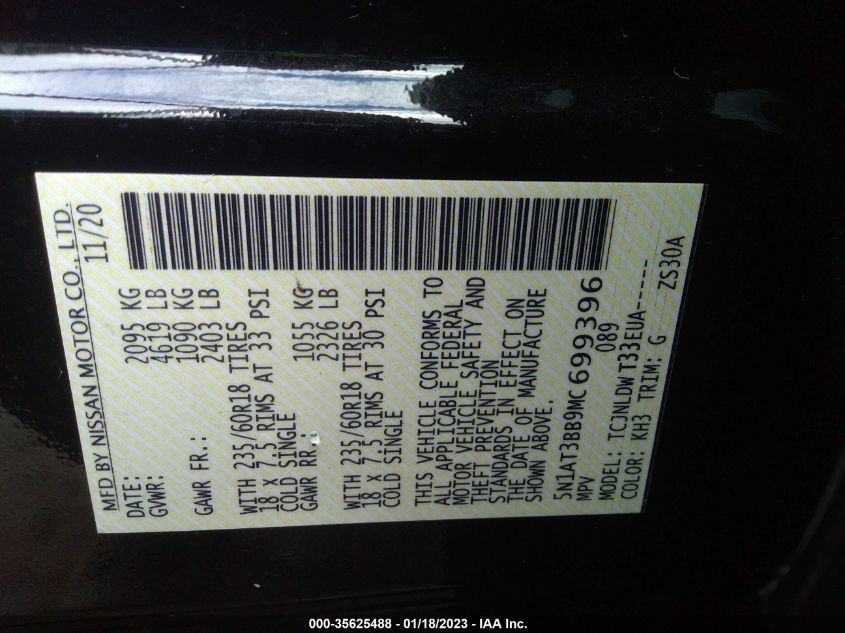 MFD BY NISSAN MOTOR CO., LTD.
DATE: 11/20
GVWR: 2095 KG
4619 LB
GAWR FR.: 1090 KG
2403 LB
WITH 235/60R18 TIRES
18 X 7.5 RIMS AT 33 PSI
COLD SINGLE
GAWR RR.: 1055 KG
2326 LB
WITH 235/60R18 TIRES
18 X 7.5 RIMS AT 30 PSI
COLD SINGLE
THIS VEHICLE CONFORMS TO
ALL APPLICABLE FEDERAL
MOTOR VEHICLE SAFETY AND
THEFT PREVENTION
STANDARDS IN EFFECT ON
THE DATE OF MANUFACTURE
SHOWN ABOVE.
5N1AT3BB9MC699396
MPV 089
MODEL: TCJNLDWT33EUA------
COLOR: KH3 TRIM: G ZS30A
000-35625488 - 01/18/2023 - IAA Inc.